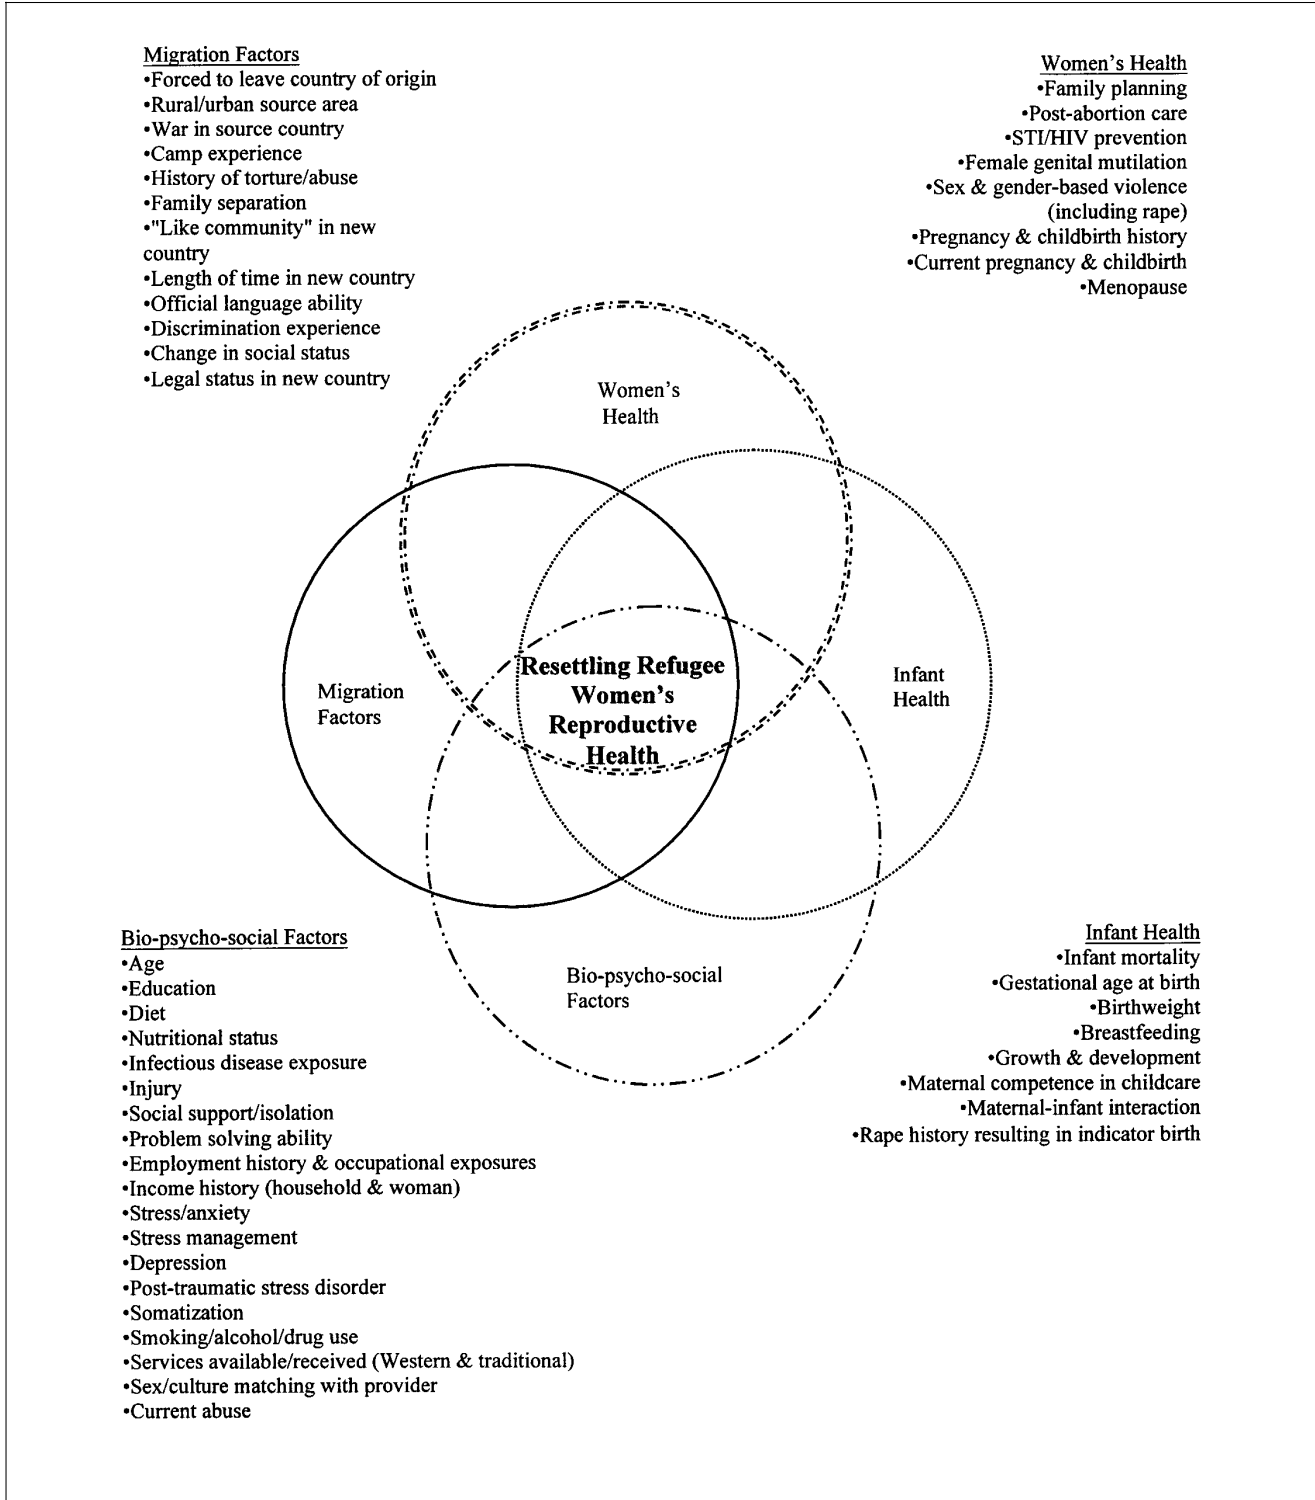 Migration Factors
•Forced to leave country of origin
•Rural/urban source area
•War in source country
•Camp experience
•History of torture/abuse
•Family separation
•"Like community" in new
country
•Length of time in new country
•Official language ability
•Discrimination experience
•Change in social status
•Legal status in new country
Women's Health
•Family planning
•Post-abortion care
•STI/HIV prevention
•Female genital mutilation
•Sex & gender-based violence
(including rape)
•Pregnancy & childbirth history
•Current pregnancy & childbirth
•Menopause
Women's
Health
Migration
Factors
Resettling Refugee
Women's
Reproductive
Health
Infant
Health
Bio-psycho-social
Factors
Bio-psycho-social Factors
•Age
•Education
•Diet
•Nutritional status
•Infectious disease exposure
•Injury
•Social support/isolation
•Problem solving ability
•Employment history & occupational exposures
•Income history (household & woman)
•Stress/anxiety
•Stress management
•Depression
•Post-traumatic stress disorder
•Somatization
•Smoking/alcohol/drug use
•Services available/received (Western & traditional)
•Sex/culture matching with provider
•Current abuse
Infant Health
•Infant mortality
•Gestational age at birth
•Birthweight
•Breastfeeding
•Growth & development
•Maternal competence in childcare
•Maternal-infant interaction
•Rape history resulting in indicator birth